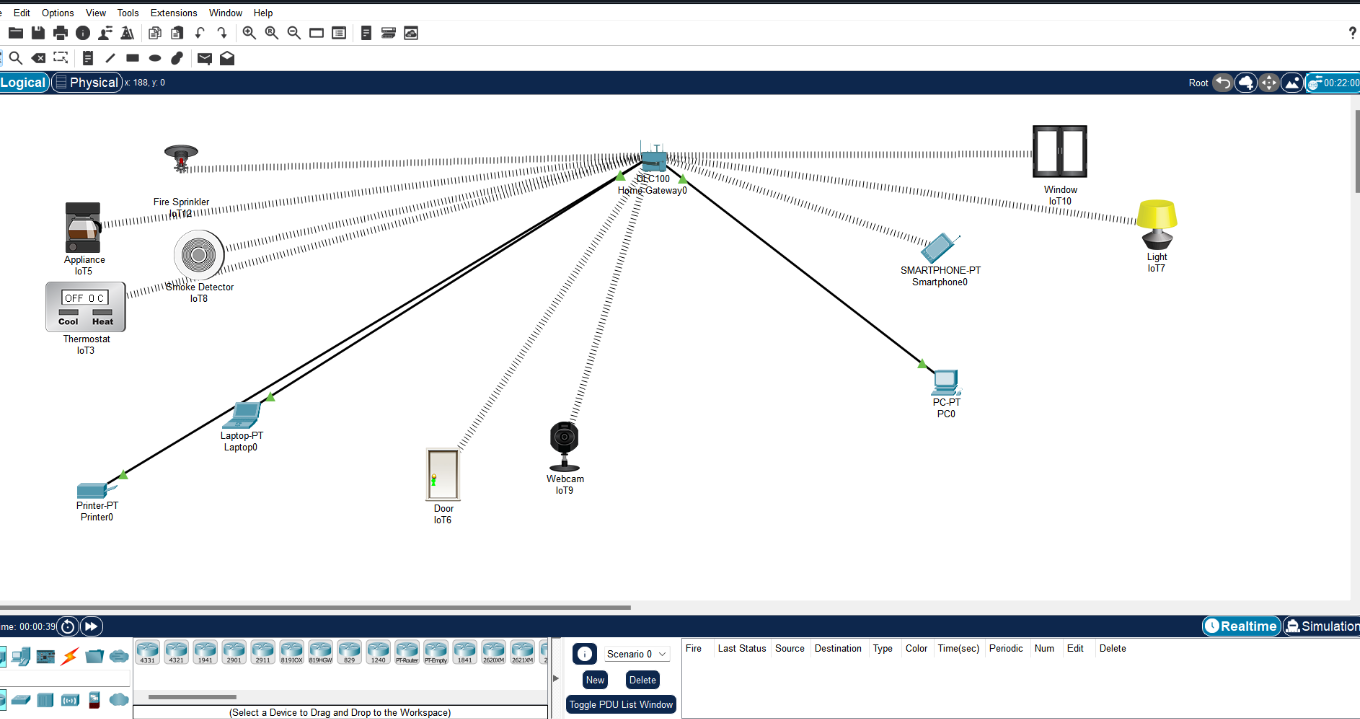 Edit Options View Tools Extensions Window Help
?
Logical Physical x: 188, y: 0
Root 00:22:00
DLC100
Home Gateway0
Fire Sprinkler
IoT12
Window
IoT10
Appliance
IoT5
Light
IoT7
SMARTPHONE-PT
Smartphone0
Smoke Detector
IoT8
OFF 0 C
Cool Heat
Thermostat
IoT3
PC-PT
PC0
Laptop-PT
Laptop0
Webcam
IoT9
Printer-PT
Printer0
Door
IoT6
me: 00:00:39
Realtime Simulation
4331 4321 1941 2901 2911 819IOX 819HGW 829 1240 PT-Router PT-Empty 1841 2620XM 2621XM
(Select a Device to Drag and Drop to the Workspace)
Scenario 0
New Delete
Toggle PDU List Window
Fire Last Status Source Destination Type Color Time(sec) Periodic Num Edit Delete